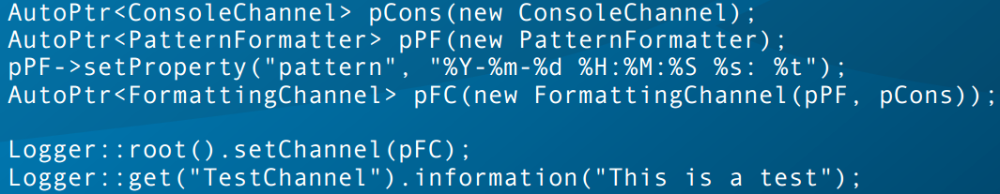 AutoPtr<ConsoleChannel> pCons(new ConsoleChannel);
AutoPtr<PatternFormatter> pPF(new PatternFormatter);
pPF->setProperty("pattern", "%Y-%m-%d %H:%M:%S %s: %t");
AutoPtr<FormattingChannel> pFC(new FormattingChannel(pPF, pCons));
Logger::root().setChannel(pFC);
Logger::get("TestChannel").information("This is a test");